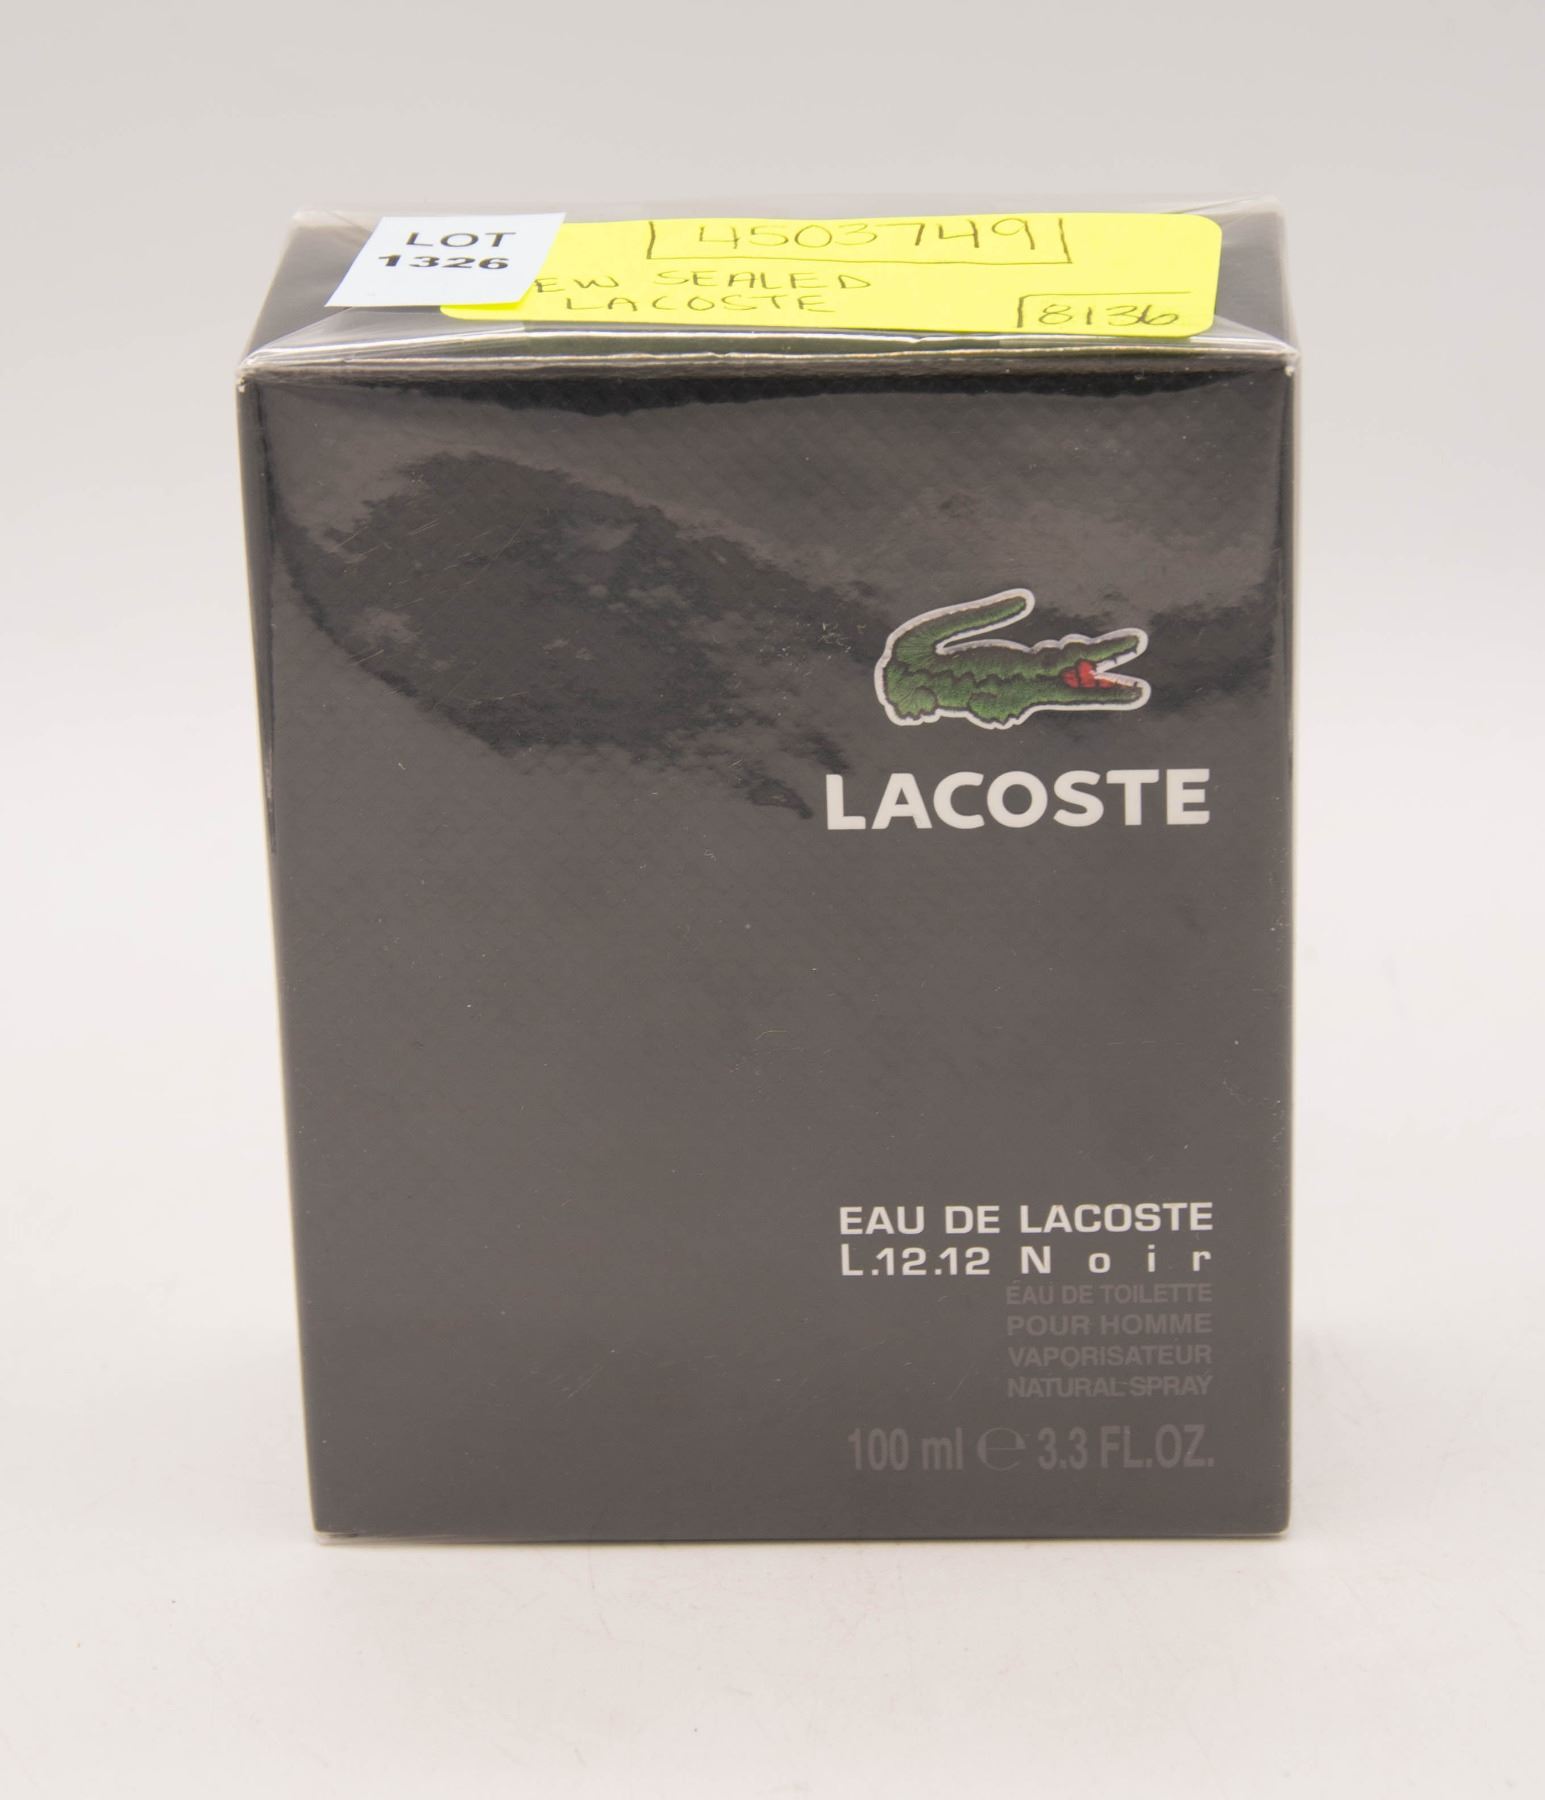 LOT
1326
4503749
EW SEALED
LACOSTE
8136
LACOSTE
EAU DE LACOSTE
L.12.12 Noir
EAU DE TOILETTE
POUR HOMME
VAPORISATEUR
NATURAL SPRAY
100 ml ℮ 3.3 FL.OZ.